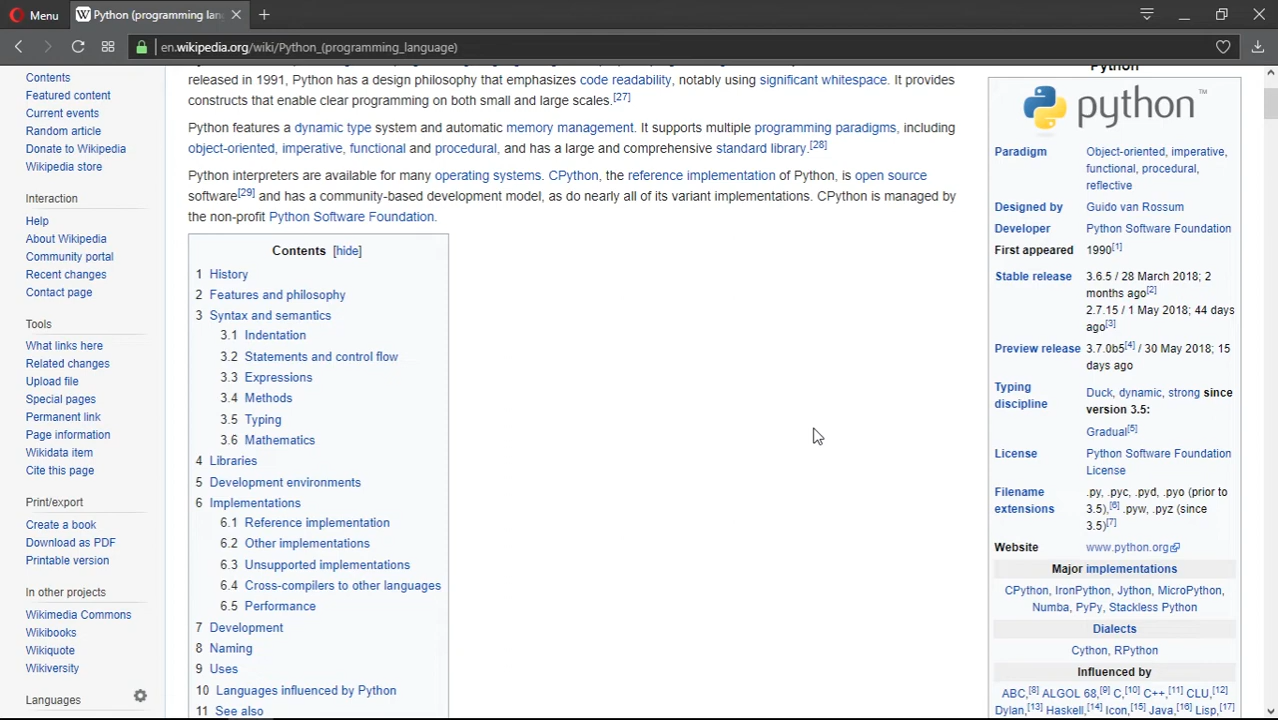 Menu
Python (programming lan
en.wikipedia.org/wiki/Python_(programming_language)
Contents
Featured content
Current events
Random article
Donate to Wikipedia
Wikipedia store
Interaction
Help
About Wikipedia
Community portal
Recent changes
Contact page
Tools
What links here
Related changes
Upload file
Special pages
Permanent link
Page information
Wikidata item
Cite this page
Print/export
Create a book
Download as PDF
Printable version
In other projects
Wikimedia Commons
Wikibooks
Wikiquote
Wikiversity
Languages
released in 1991, Python has a design philosophy that emphasizes code readability, notably using significant whitespace. It provides
constructs that enable clear programming on both small and large scales.[27]
Python features a dynamic type system and automatic memory management. It supports multiple programming paradigms, including
object-oriented, imperative, functional and procedural, and has a large and comprehensive standard library.[28]
Python interpreters are available for many operating systems. CPython, the reference implementation of Python, is open source
software[29] and has a community-based development model, as do nearly all of its variant implementations. CPython is managed by
the non-profit Python Software Foundation.
Contents [hide]
1 History
2 Features and philosophy
3 Syntax and semantics
3.1 Indentation
3.2 Statements and control flow
3.3 Expressions
3.4 Methods
3.5 Typing
3.6 Mathematics
4 Libraries
5 Development environments
6 Implementations
6.1 Reference implementation
6.2 Other implementations
6.3 Unsupported implementations
6.4 Cross-compilers to other languages
6.5 Performance
7 Development
8 Naming
9 Uses
10 Languages influenced by Python
11 See also
Python
python™
Paradigm Object-oriented, imperative,
functional, procedural,
reflective
Designed by Guido van Rossum
Developer Python Software Foundation
First appeared 1990[1]
Stable release 3.6.5 / 28 March 2018; 2
months ago[2]
2.7.15 / 1 May 2018; 44 days
ago[3]
Preview release 3.7.0b5[4] / 30 May 2018; 15
days ago
Typing Duck, dynamic, strong since
discipline version 3.5:
Gradual[5]
License Python Software Foundation
License
Filename .py, .pyc, .pyd, .pyo (prior to
extensions 3.5),[6] .pyw, .pyz (since
3.5)[7]
Website www.python.org
Major implementations
CPython, IronPython, Jython, MicroPython,
Numba, PyPy, Stackless Python
Dialects
Cython, RPython
Influenced by
ABC,[8] ALGOL 68,[9] C,[10] C++,[11] CLU,[12]
Dylan,[13] Haskell,[14] Icon,[15] Java,[16] Lisp,[17]